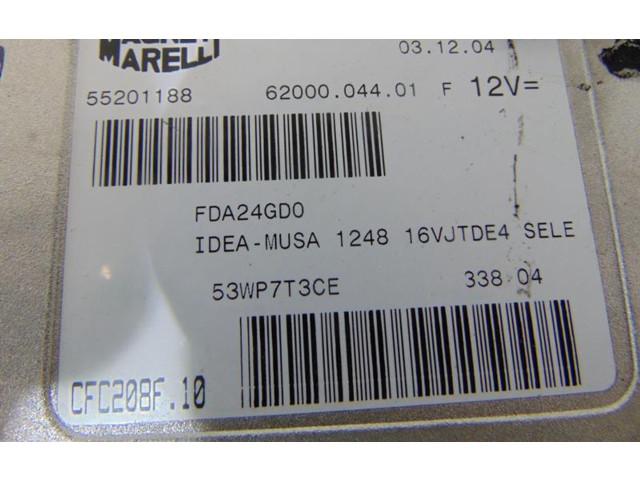 MARELLI
03.12.04
55201188 62000.044.01 F 12V=
FDA24GD0
IDEA-MUSA 1248 16VJTDE4 SELE
53WP7T3CE 338 04
CFC208F.10